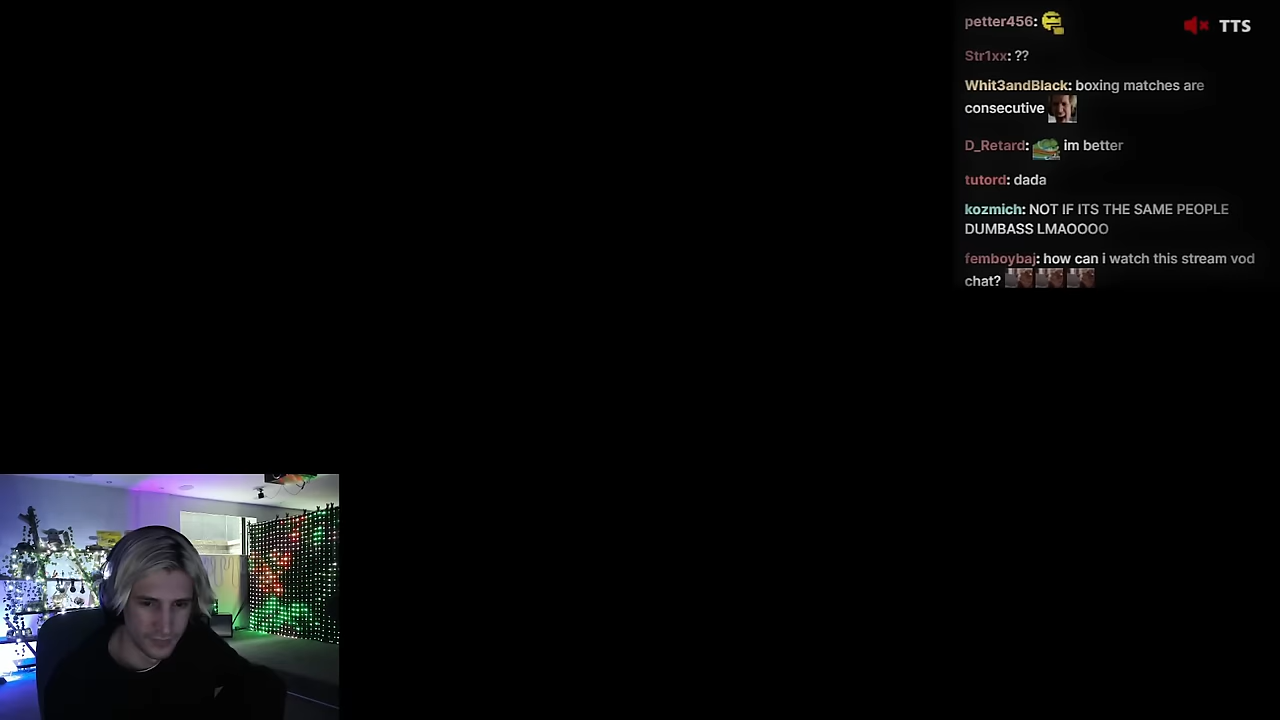 petter456:
TTS
Str1xx: ??
Whit3andBlack: boxing matches are
consecutive
D_Retard: im better
tutord: dada
kozmich: NOT IF ITS THE SAME PEOPLE
DUMBASS LMAOOOO
femboybaj: how can i watch this stream vod
chat?